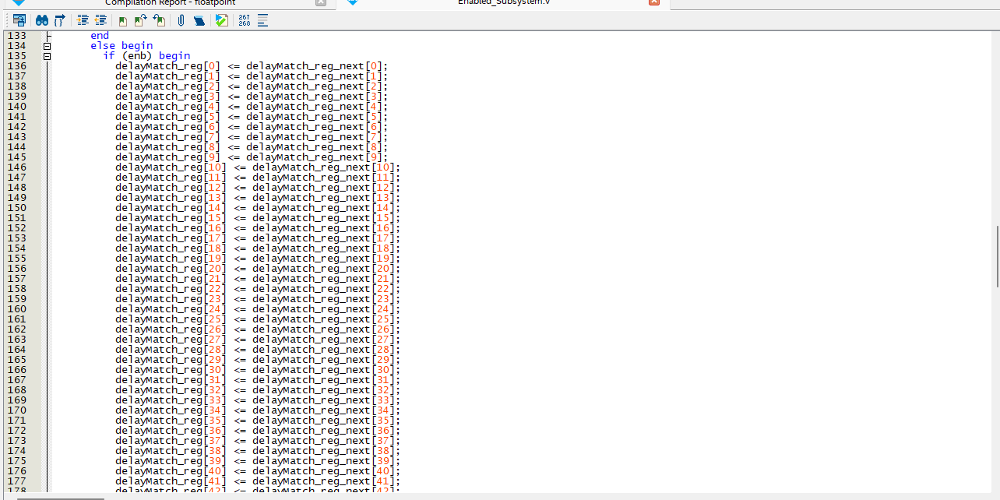 Compilation Report - floatpoint
Enabled_Subsystem.v
267
268
133 end
134 else begin
135 if (enb) begin
136 delayMatch_reg[0] <= delayMatch_reg_next[0];
137 delayMatch_reg[1] <= delayMatch_reg_next[1];
138 delayMatch_reg[2] <= delayMatch_reg_next[2];
139 delayMatch_reg[3] <= delayMatch_reg_next[3];
140 delayMatch_reg[4] <= delayMatch_reg_next[4];
141 delayMatch_reg[5] <= delayMatch_reg_next[5];
142 delayMatch_reg[6] <= delayMatch_reg_next[6];
143 delayMatch_reg[7] <= delayMatch_reg_next[7];
144 delayMatch_reg[8] <= delayMatch_reg_next[8];
145 delayMatch_reg[9] <= delayMatch_reg_next[9];
146 delayMatch_reg[10] <= delayMatch_reg_next[10];
147 delayMatch_reg[11] <= delayMatch_reg_next[11];
148 delayMatch_reg[12] <= delayMatch_reg_next[12];
149 delayMatch_reg[13] <= delayMatch_reg_next[13];
150 delayMatch_reg[14] <= delayMatch_reg_next[14];
151 delayMatch_reg[15] <= delayMatch_reg_next[15];
152 delayMatch_reg[16] <= delayMatch_reg_next[16];
153 delayMatch_reg[17] <= delayMatch_reg_next[17];
154 delayMatch_reg[18] <= delayMatch_reg_next[18];
155 delayMatch_reg[19] <= delayMatch_reg_next[19];
156 delayMatch_reg[20] <= delayMatch_reg_next[20];
157 delayMatch_reg[21] <= delayMatch_reg_next[21];
158 delayMatch_reg[22] <= delayMatch_reg_next[22];
159 delayMatch_reg[23] <= delayMatch_reg_next[23];
160 delayMatch_reg[24] <= delayMatch_reg_next[24];
161 delayMatch_reg[25] <= delayMatch_reg_next[25];
162 delayMatch_reg[26] <= delayMatch_reg_next[26];
163 delayMatch_reg[27] <= delayMatch_reg_next[27];
164 delayMatch_reg[28] <= delayMatch_reg_next[28];
165 delayMatch_reg[29] <= delayMatch_reg_next[29];
166 delayMatch_reg[30] <= delayMatch_reg_next[30];
167 delayMatch_reg[31] <= delayMatch_reg_next[31];
168 delayMatch_reg[32] <= delayMatch_reg_next[32];
169 delayMatch_reg[33] <= delayMatch_reg_next[33];
170 delayMatch_reg[34] <= delayMatch_reg_next[34];
171 delayMatch_reg[35] <= delayMatch_reg_next[35];
172 delayMatch_reg[36] <= delayMatch_reg_next[36];
173 delayMatch_reg[37] <= delayMatch_reg_next[37];
174 delayMatch_reg[38] <= delayMatch_reg_next[38];
175 delayMatch_reg[39] <= delayMatch_reg_next[39];
176 delayMatch_reg[40] <= delayMatch_reg_next[40];
177 delayMatch_reg[41] <= delayMatch_reg_next[41];
178 delayMatch_reg[42] <= delayMatch_reg_next[42];